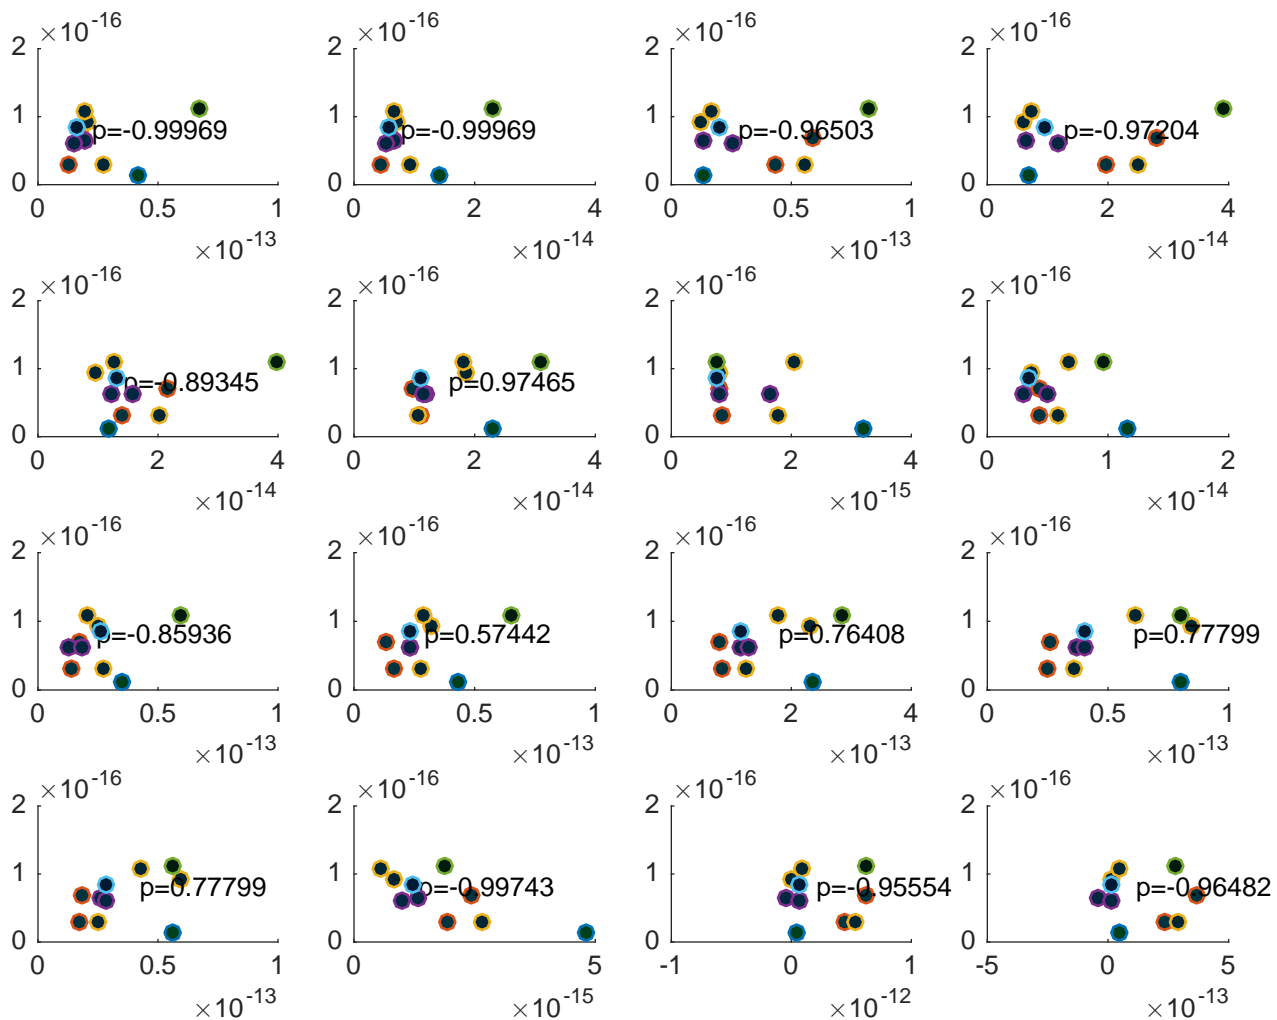 ×10-16 ×10-16 ×10-16 ×10-16
2 2 2 2
1 p=-0.99969 1 p=-0.99969 1 p=-0.96503 1 p=-0.97204
0 0 0 0
0 0.5 1 0 2 4 0 0.5 1 0 2 4
×10-13 ×10-14 ×10-13 ×10-14
×10-16 ×10-16 ×10-16 ×10-16
2 2 2 2
1 p=-0.89345 1 p=0.97465 1 1
0 0 0 0
0 2 4 0 2 4 0 2 4 0 1 2
×10-14 ×10-14 ×10-15 ×10-14
×10-16 ×10-16 ×10-16 ×10-16
2 2 2 2
1 p=-0.85936 1 p=0.57442 1 p=0.76408 1 p=0.77799
0 0 0 0
0 0.5 1 0 0.5 1 0 2 4 0 0.5 1
×10-13 ×10-13 ×10-13 ×10-13
×10-16 ×10-16 ×10-16 ×10-16
2 2 2 2
1 p=0.77799 1 p=-0.99743 1 p=-0.95554 1 p=-0.96482
0 0 0 0
0 0.5 1 0 5 -1 0 1 -5 0 5
×10-13 ×10-15 ×10-12 ×10-13